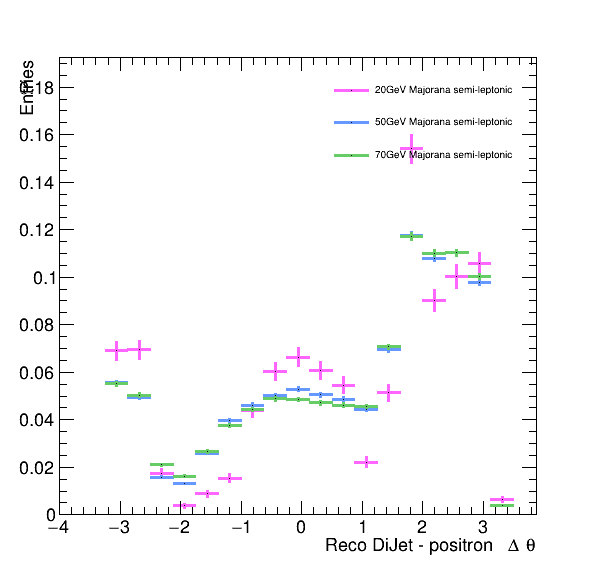 Entries
0.18
20GeV Majorana semi-leptonic
50GeV Majorana semi-leptonic
0.16
70GeV Majorana semi-leptonic
0.14
0.12
0.1
0.08
0.06
0.04
0.02
0
−4 −3 −2 −1 0 1 2 3
Reco DiJet - positron Δ θ